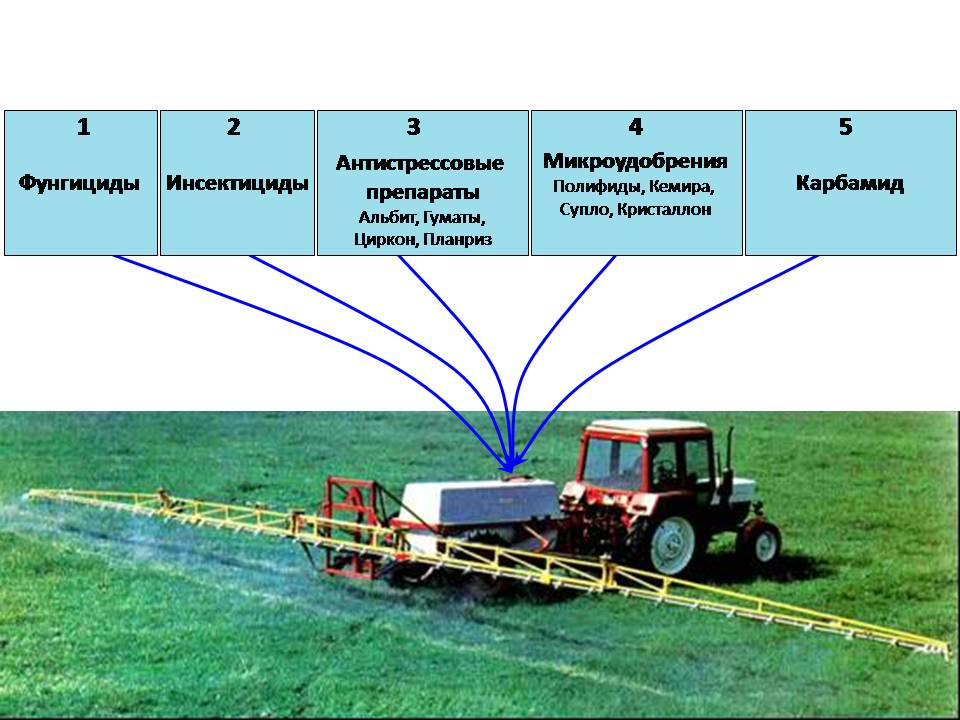 1
Фунгициды
2
Инсектициды
3
Антистрессовые
препараты
Альбит, Гуматы,
Циркон, Планриз
4
Микроудобрения
Полифиды, Кемира,
Супло, Кристаллон
5
Карбамид